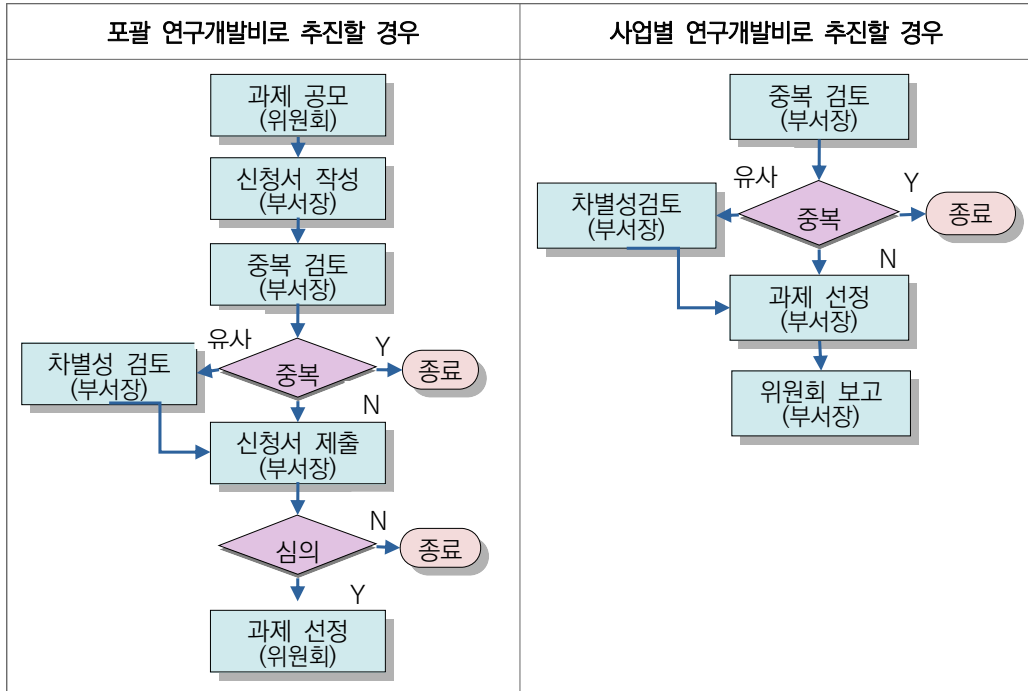 포괄 연구개발비로 추진할 경우
과제 공모
(위원회)
신청서 작성
(부서장)
중복 검토
(부서장)
유사
Y
차별성 검토
(부서장)
중복
종료
N
신청서 제출
(부서장)
N
심의
종료
Y
과제 선정
(위원회)
사업별 연구개발비로 추진할 경우
중복 검토
(부서장)
유사
Y
차별성검토
(부서장)
중복
종료
N
과제 선정
(부서장)
위원회 보고
(부서장)